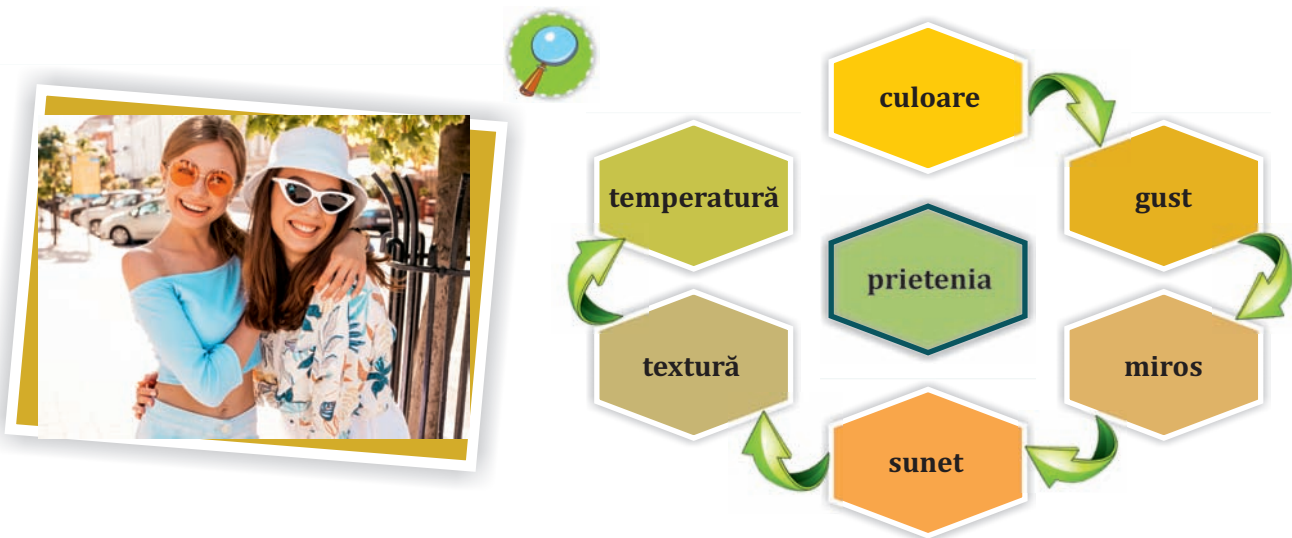 culoare
gust
miros
sunet
textură
temperatură
prietenia